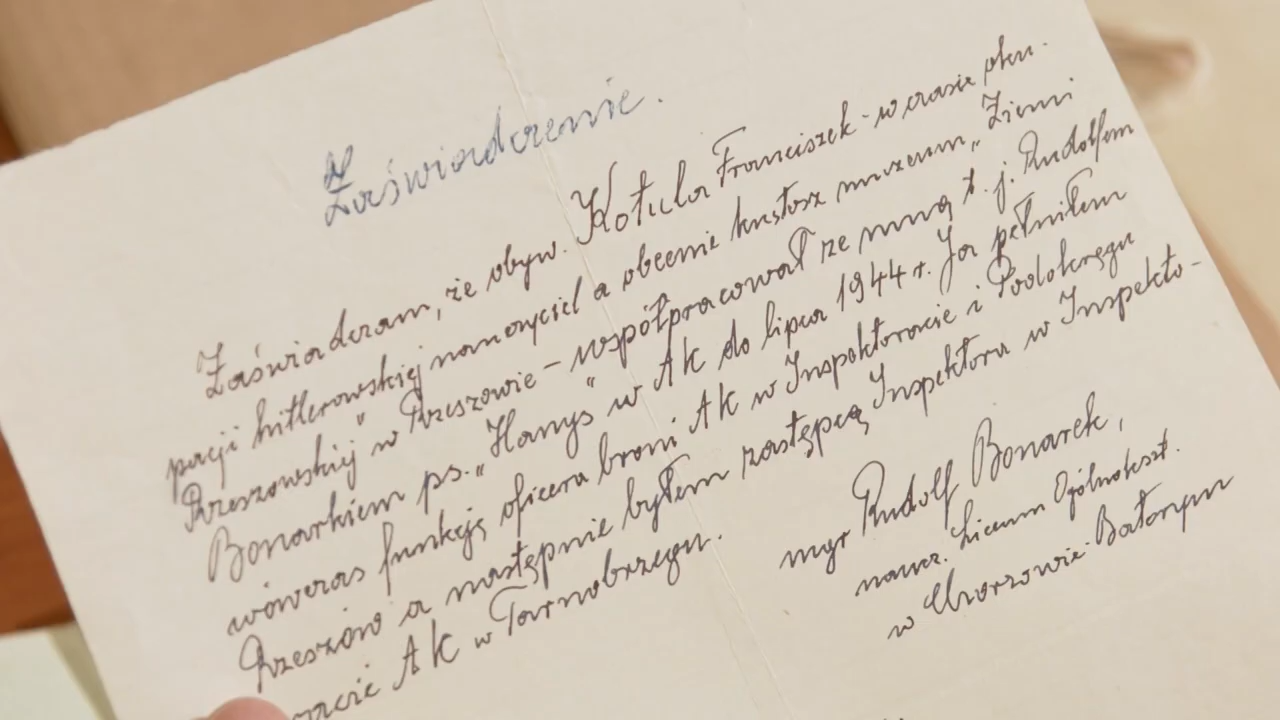 Zaświadczenie.
Zaświadczam, że obyw. Kotula Franciszek - w czasie oku-
pacji hitlerowskiej nauczyciel a obecnie kustosz muzeum „Ziemi
Rzeszowskiej" w Rzeszowie – współpracował ze mną t. j. Rudolfem
Bonarkiem ps. „Hanys" w AK do lipca 1944 r. Ja pełniłem
wówczas funkcję oficera broni AK w Inspektoracie i Podokręgu
Rzeszów a następnie byłem zastępcą Inspektora w Inspekto-
racie AK w Tarnobrzegu.
mgr Rudolf Bonarek,
naucz. Liceum Ogólnokszt.
w Chorzowie-Batorym